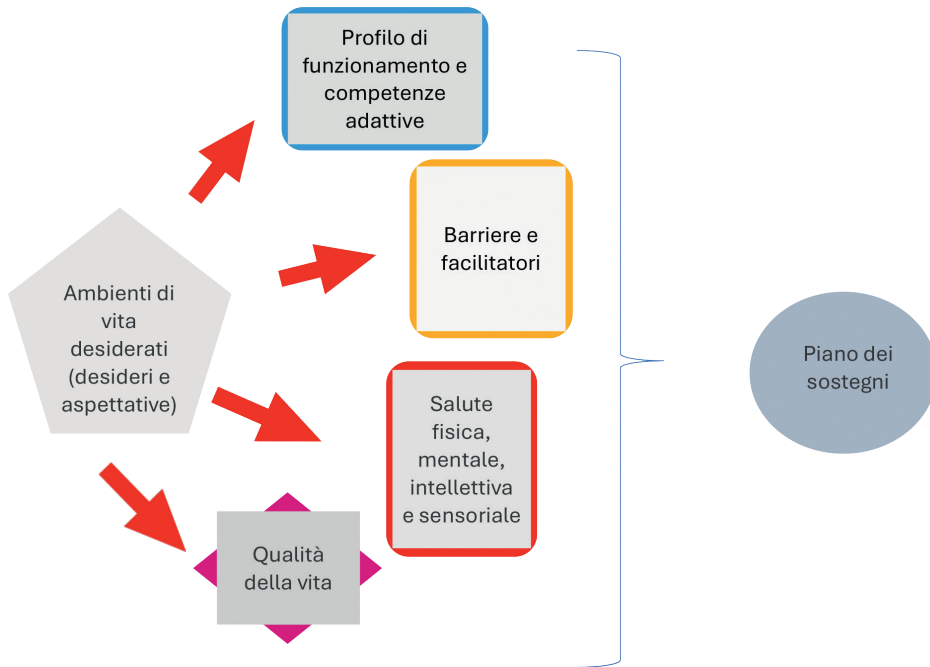 Profilo di
funzionamento e
competenze
adattive
Barriere e
facilitatori
Ambienti di
vita
desiderati
(desideri e
aspettative)
Piano dei
sostegni
Salute
fisica,
mentale,
intellettiva
e sensoriale
Qualità
della vita